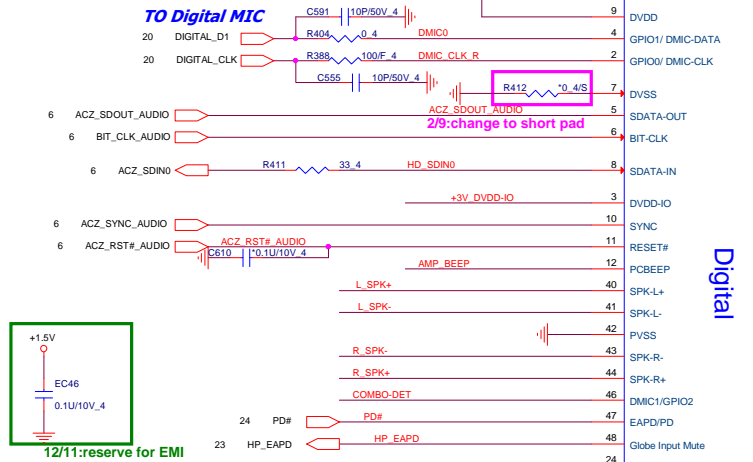 TO Digital MIC
C591 10P/50V_4
9 DVDD
20 DIGITAL_D1 R404 0_4 DMIC0 4 GPIO1/ DMIC-DATA
20 DIGITAL_CLK R388 100/F_4 DMIC_CLK_R 2 GPIO0/ DMIC-CLK
C555 10P/50V_4
R412 *0_4/S 7 DVSS
6 ACZ_SDOUT_AUDIO ACZ_SDOUT_AUDIO 5 SDATA-OUT
2/9:change to short pad
6 BIT_CLK_AUDIO 6 BIT-CLK
6 ACZ_SDIN0 R411 33_4 HD_SDIN0 8 SDATA-IN
+3V_DVDD-IO 3 DVDD-IO
6 ACZ_SYNC_AUDIO 10 SYNC
6 ACZ_RST#_AUDIO ACZ_RST#_AUDIO 11 RESET#
C610 *0.1U/10V_4
AMP_BEEP 12 PCBEEP
Digital
L_SPK+ 40 SPK-L+
L_SPK- 41 SPK-L-
42 PVSS
+1.5V
R_SPK- 43 SPK-R-
R_SPK+ 44 SPK-R+
EC46
0.1U/10V_4
COMBO-DET 46 DMIC1/GPIO2
24 PD# PD# 47 EAPD/PD
23 HP_EAPD HP_EAPD 48 Globe Input Mute
12/11:reserve for EMI
24